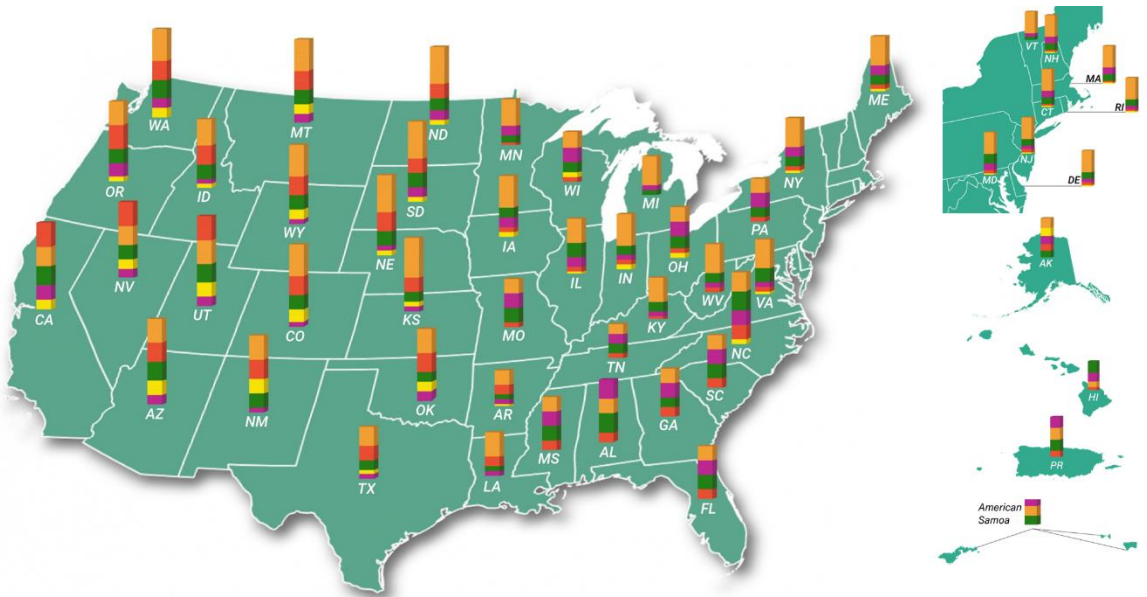 WA
MT
ND
MN
ME
OR
ID
WY
SD
WI
MI
NY
CA
NV
UT
CO
NE
IA
IL
IN
OH
PA
KS
MO
KY
WV
VA
AZ
NM
OK
AR
TN
NC
SC
TX
LA
MS
AL
GA
FL
VT
NH
MA
CT
RI
MD
NJ
DE
AK
HI
PR
American
Samoa